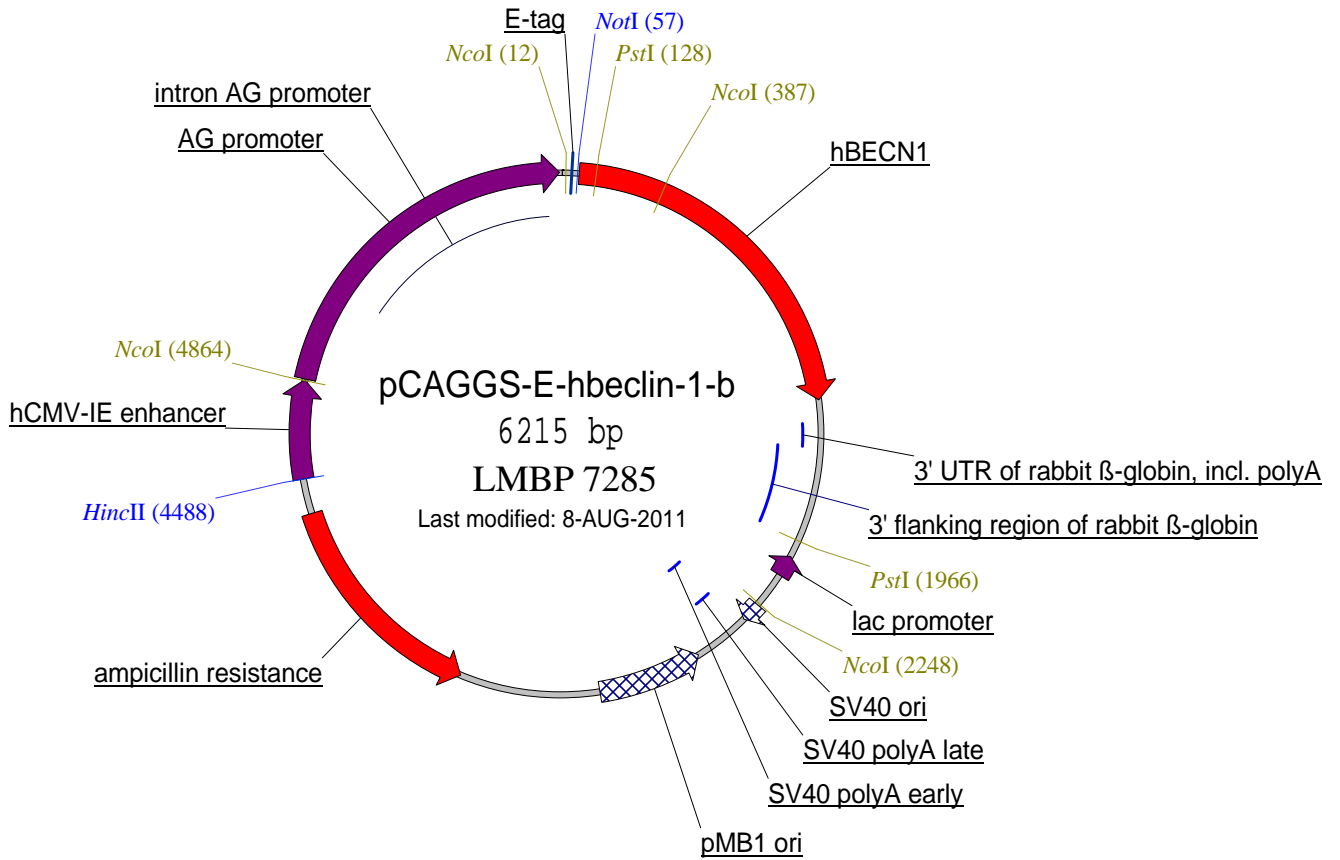 E-tag
NotI (57)
NcoI (12)
PstI (128)
intron AG promoter
NcoI (387)
AG promoter
hBECN1
NcoI (4864)
pCAGGS-E-hbeclin-1-b
hCMV-IE enhancer
6215 bp
3' UTR of rabbit ß-globin, incl. polyA
LMBP 7285
HincII (4488)
Last modified: 8-AUG-2011
3' flanking region of rabbit ß-globin
PstI (1966)
lac promoter
ampicillin resistance
NcoI (2248)
SV40 ori
SV40 polyA late
SV40 polyA early
pMB1 ori